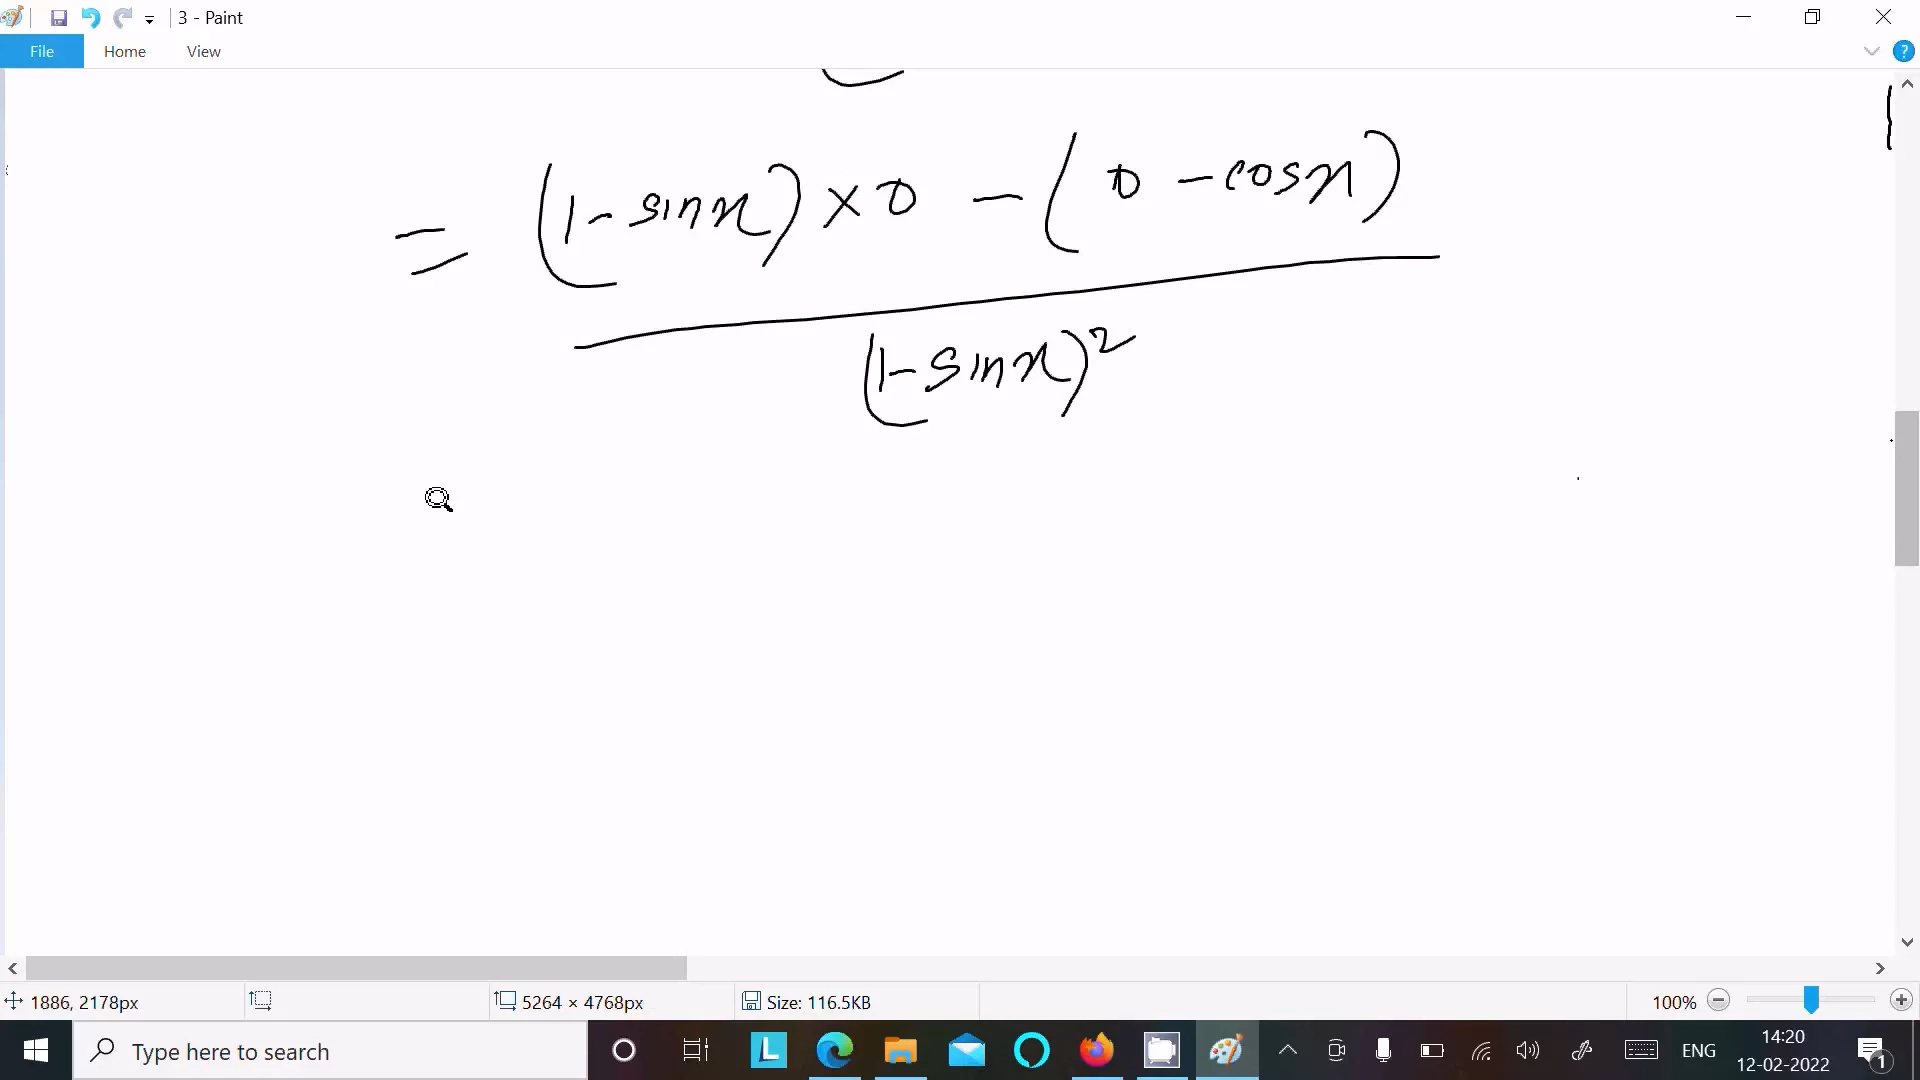 3 - Paint
File Home View
= (1 - sinx) × 0 - (0 - cosx)
(1 - sinx)²
1886, 2178px 5264 × 4768px Size: 116.5KB 100%
Type here to search L ENG 14:20
12-02-2022 1